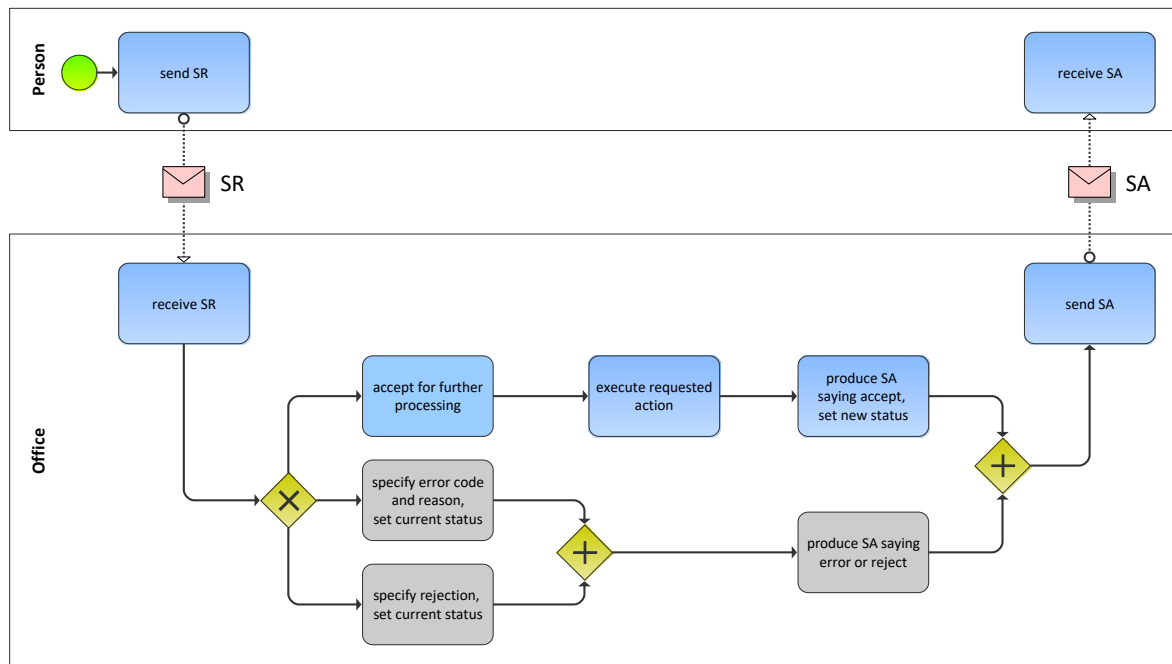 Person
send SR
receive SA
SR
SA
Office
receive SR
send SA
accept for further
processing
execute requested
action
produce SA
saying accept,
set new status
specify error code
and reason,
set current status
produce SA saying
error or reject
specify rejection,
set current status